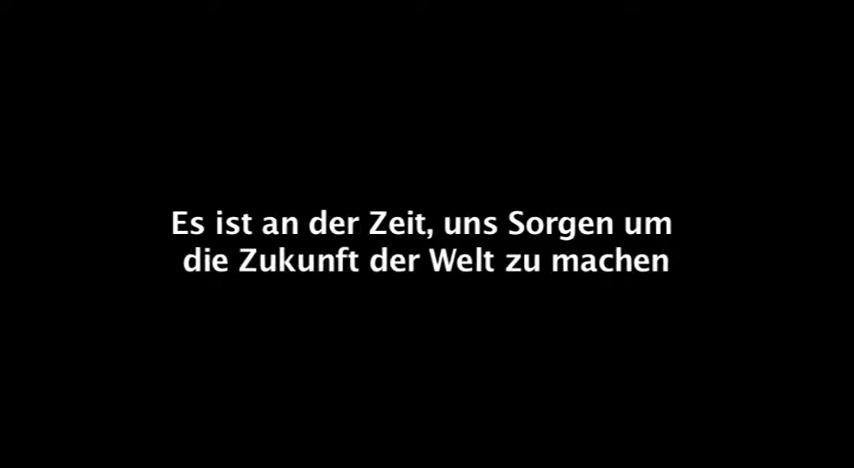 Es ist an der Zeit, uns Sorgen um
die Zukunft der Welt zu machen